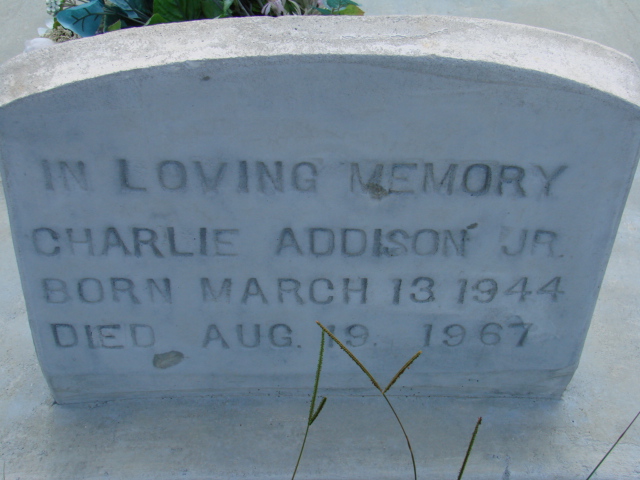 IN LOVING MEMORY
CHARLIE ADDISON JR.
BORN MARCH 13 1944
DIED AUG. 19. 1967